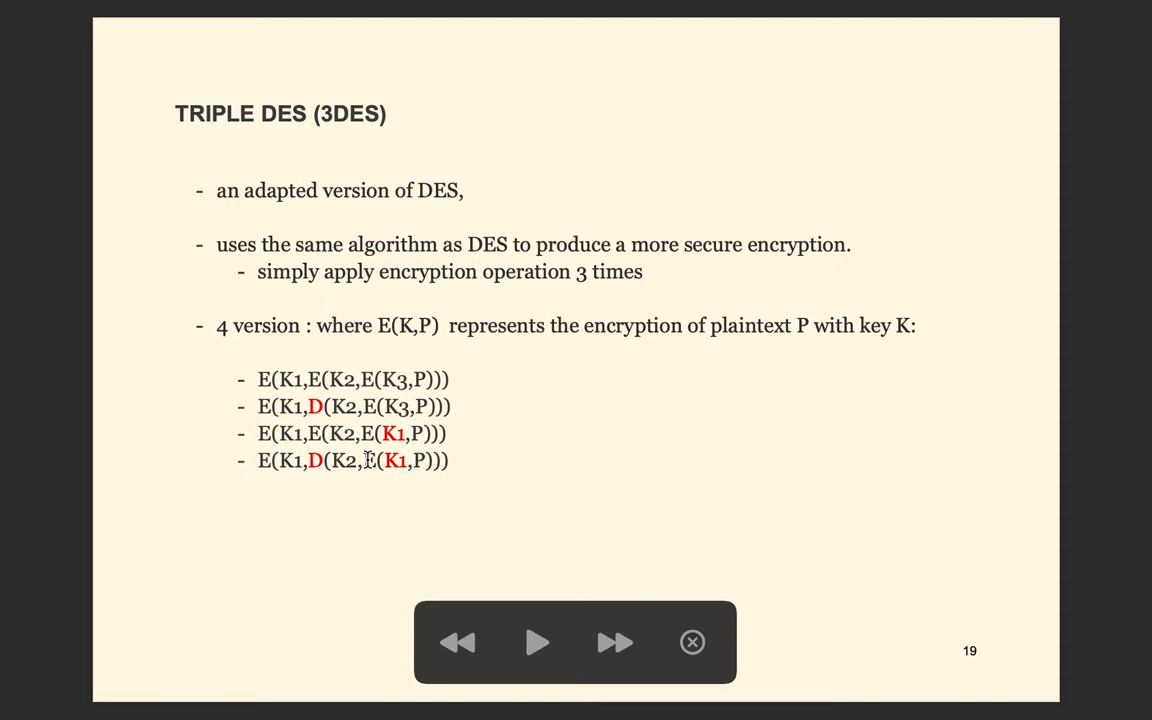 TRIPLE DES (3DES)
- an adapted version of DES,
- uses the same algorithm as DES to produce a more secure encryption.
- simply apply encryption operation 3 times
- 4 version : where E(K,P)  represents the encryption of plaintext P with key K:
- E(K1,E(K2,E(K3,P)))
- E(K1,D(K2,E(K3,P)))
- E(K1,E(K2,E(K1,P)))
- E(K1,D(K2,E(K1,P)))
19